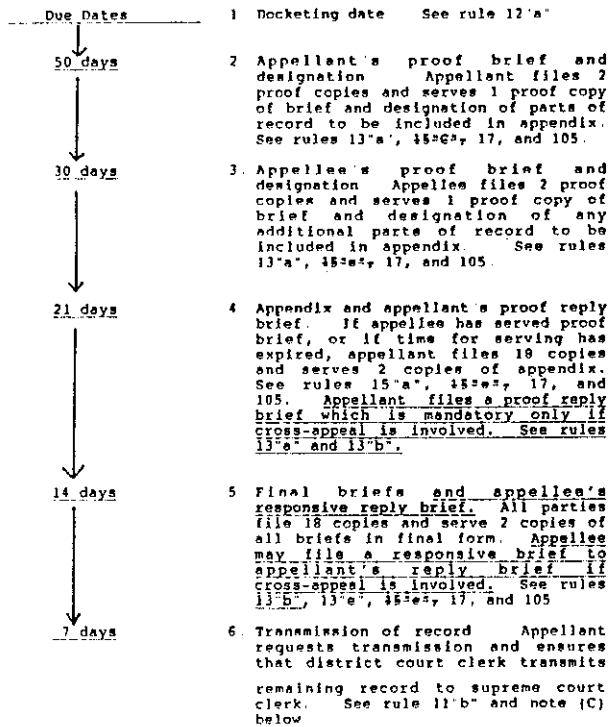 Due Dates
1 Docketing date See rule 12"a"
50 days
2 Appellant's proof brief and
designation Appellant files 2
proof copies and serves 1 proof copy
of brief and designation of parts of
record to be included in appendix.
See rules 13"a", 17, and 105.
30 days
3. Appellee's proof brief and
designation Appellee files 2 proof
copies and serves 1 proof copy of
brief and designation of any
additional parts of record to be
included in appendix. See rules
13"a", 17, and 105.
21 days
4 Appendix and appellant's proof reply
brief. If appellee has served proof
brief, or if time for serving has
expired, appellant files 18 copies
and serves 2 copies of appendix.
See rules 15"a", 17, and
105. Appellant files a proof reply
brief which is mandatory only if
cross-appeal is involved. See rules
13"a" and 13"b".
14 days
5 Final briefs and appellee's
responsive reply brief. All parties
file 18 copies and serve 2 copies of
all briefs in final form. Appellee
may file a responsive brief to
appellant's reply brief if
cross-appeal is involved. See rules
13"b", 13"e", 17, and 105
7 days
6. Transmission of record Appellant
requests transmission and ensures
that district court clerk transmits
remaining record to supreme court
clerk. See rule 11"b" and note (C)
below